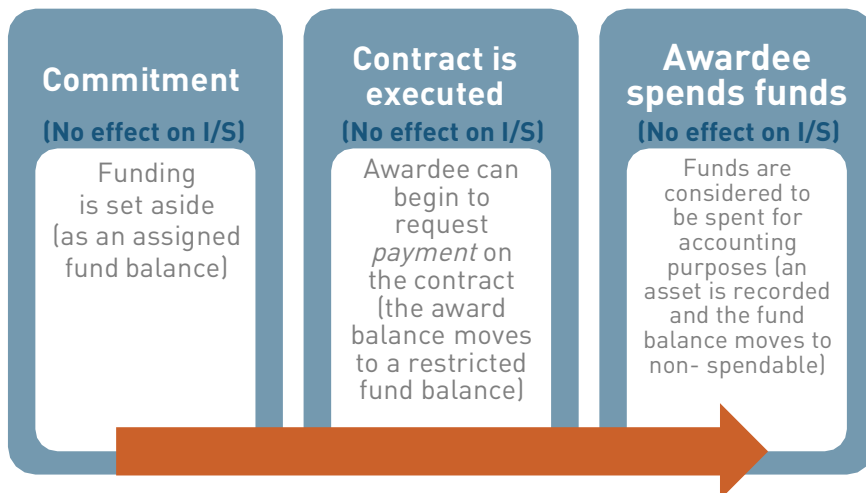 Commitment
(No effect on I/S)
Funding
is set aside
(as an assigned
fund balance)
Contract is
executed
(No effect on I/S)
Awardee can
begin to
request
payment on
the contract
(the award
balance moves
to a restricted
fund balance)
Awardee
spends funds
(No effect on I/S)
Funds are
considered to
be spent for
accounting
purposes (an
asset is recorded
and the fund
balance moves to
non- spendable)